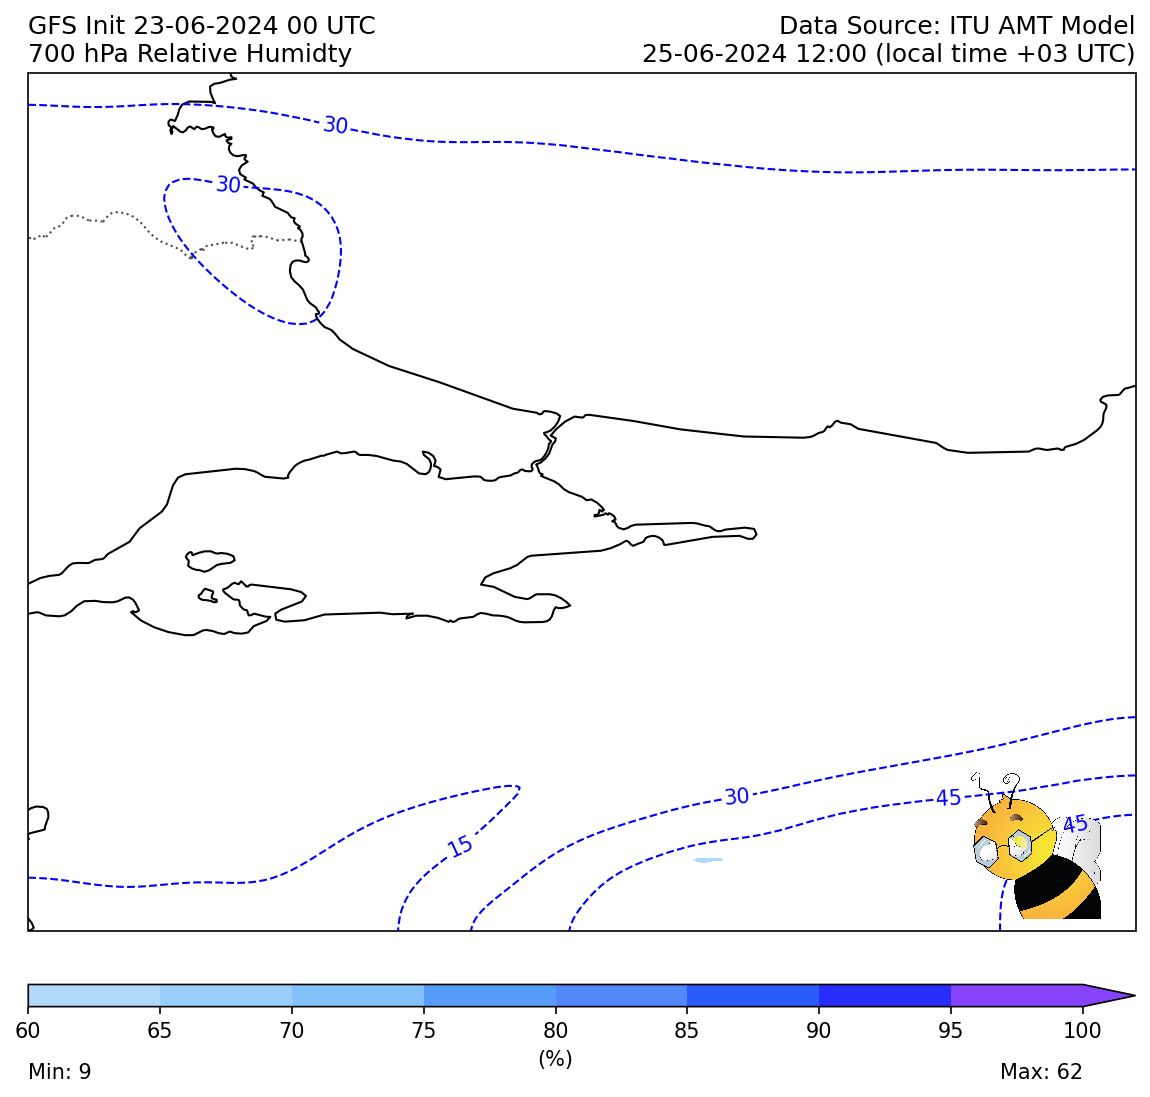 GFS Init 23-06-2024 00 UTC
Data Source: ITU AMT Model
700 hPa Relative Humidty
25-06-2024 12:00 (local time +03 UTC)
30
30
30
45
45
15
60 65 70 75 80 85 90 95 100
(%)
Min: 9
Max: 62